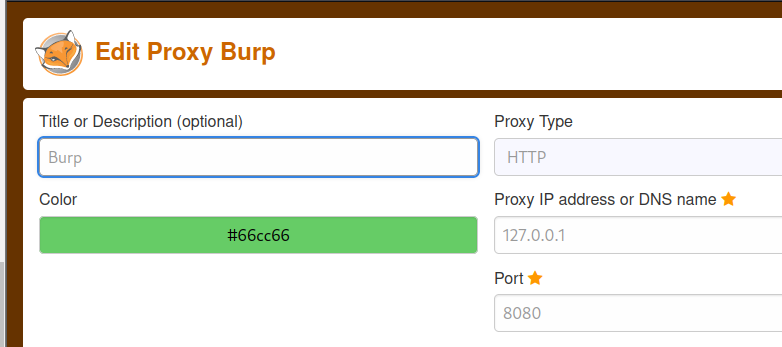 Edit Proxy Burp
Title or Description (optional)
Burp
Color
#66cc66
Proxy Type
HTTP
Proxy IP address or DNS name
127.0.0.1
Port
8080